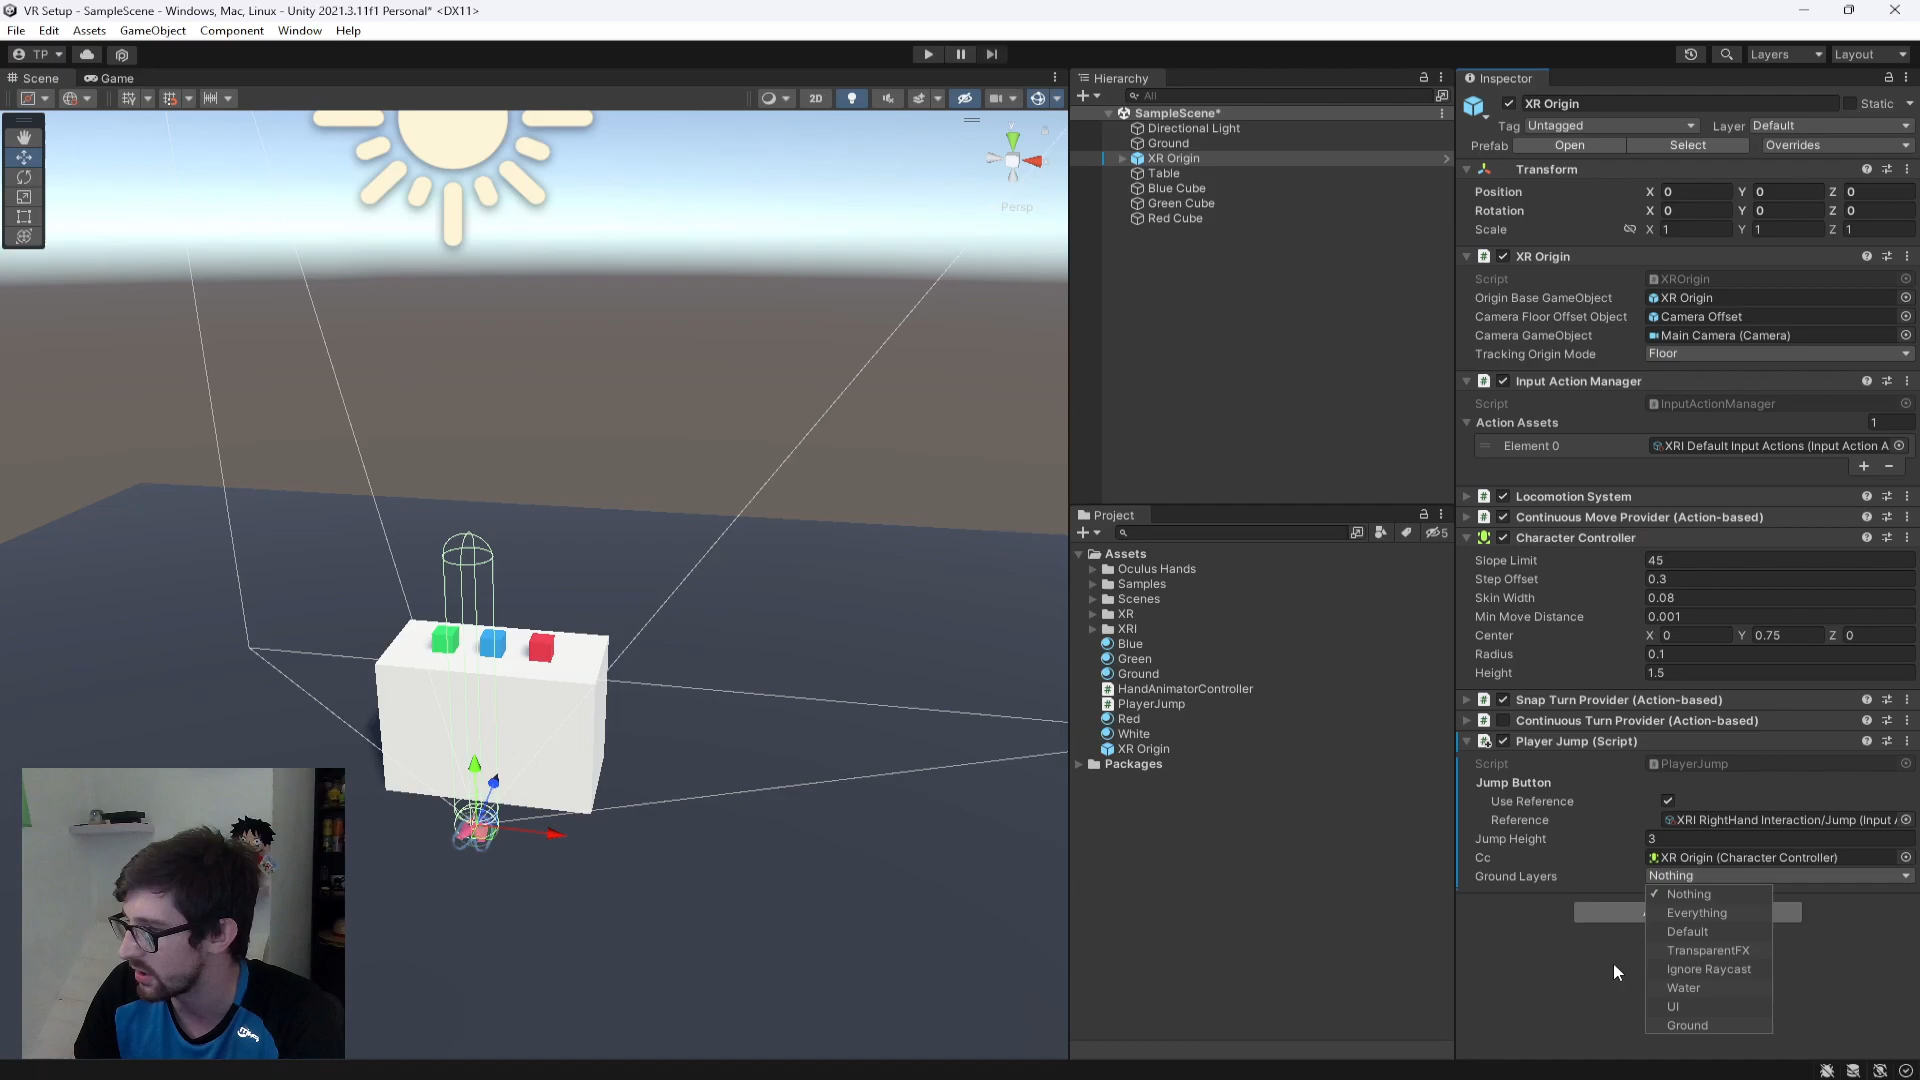 VR Setup - SampleScene - Windows, Mac, Linux - Unity 2021.3.11f1 Personal* <DX11>
File Edit Assets GameObject Component Window Help
TP Layers Layout
Scene Game
2D
y
Persp
Hierarchy
All
SampleScene*
Directional Light
Ground
XR Origin
Table
Blue Cube
Green Cube
Red Cube
Project
5
Assets
Oculus Hands
Samples
Scenes
XR
XRI
Blue
Green
Ground
HandAnimatorController
PlayerJump
Red
White
XR Origin
Packages
Inspector
XR Origin Static
Tag Untagged Layer Default
Prefab Open Select Overrides
Transform
Position X 0 Y 0 Z 0
Rotation X 0 Y 0 Z 0
Scale X 1 Y 1 Z 1
XR Origin
Script XROrigin
Origin Base GameObject XR Origin
Camera Floor Offset Object Camera Offset
Camera GameObject Main Camera (Camera)
Tracking Origin Mode Floor
Input Action Manager
Script InputActionManager
Action Assets 1
Element 0 XRI Default Input Actions (Input Action A
Locomotion System
Continuous Move Provider (Action-based)
Character Controller
Slope Limit 45
Step Offset 0.3
Skin Width 0.08
Min Move Distance 0.001
Center X 0 Y 0.75 Z 0
Radius 0.1
Height 1.5
Snap Turn Provider (Action-based)
Continuous Turn Provider (Action-based)
Player Jump (Script)
Script PlayerJump
Jump Button
Use Reference
Reference XRI RightHand Interaction/Jump (Input A
Jump Height 3
Cc XR Origin (Character Controller)
Ground Layers Nothing
Nothing
Everything
Default
TransparentFX
Ignore Raycast
Water
UI
Ground